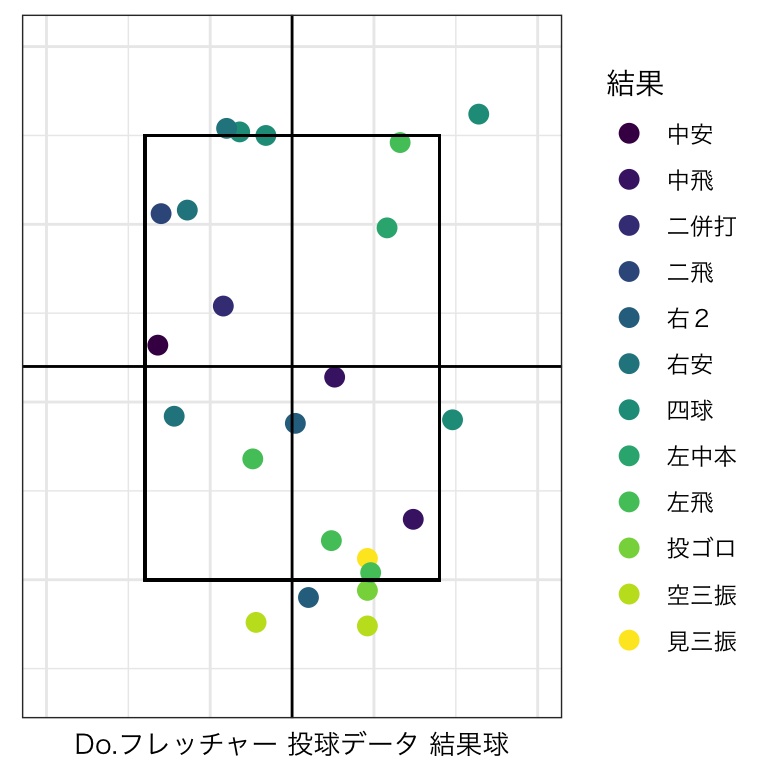 結果
中安
中飛
二併打
二飛
右２
右安
四球
左中本
左飛
投ゴロ
空三振
見三振
Do.フレッチャー 投球データ 結果球